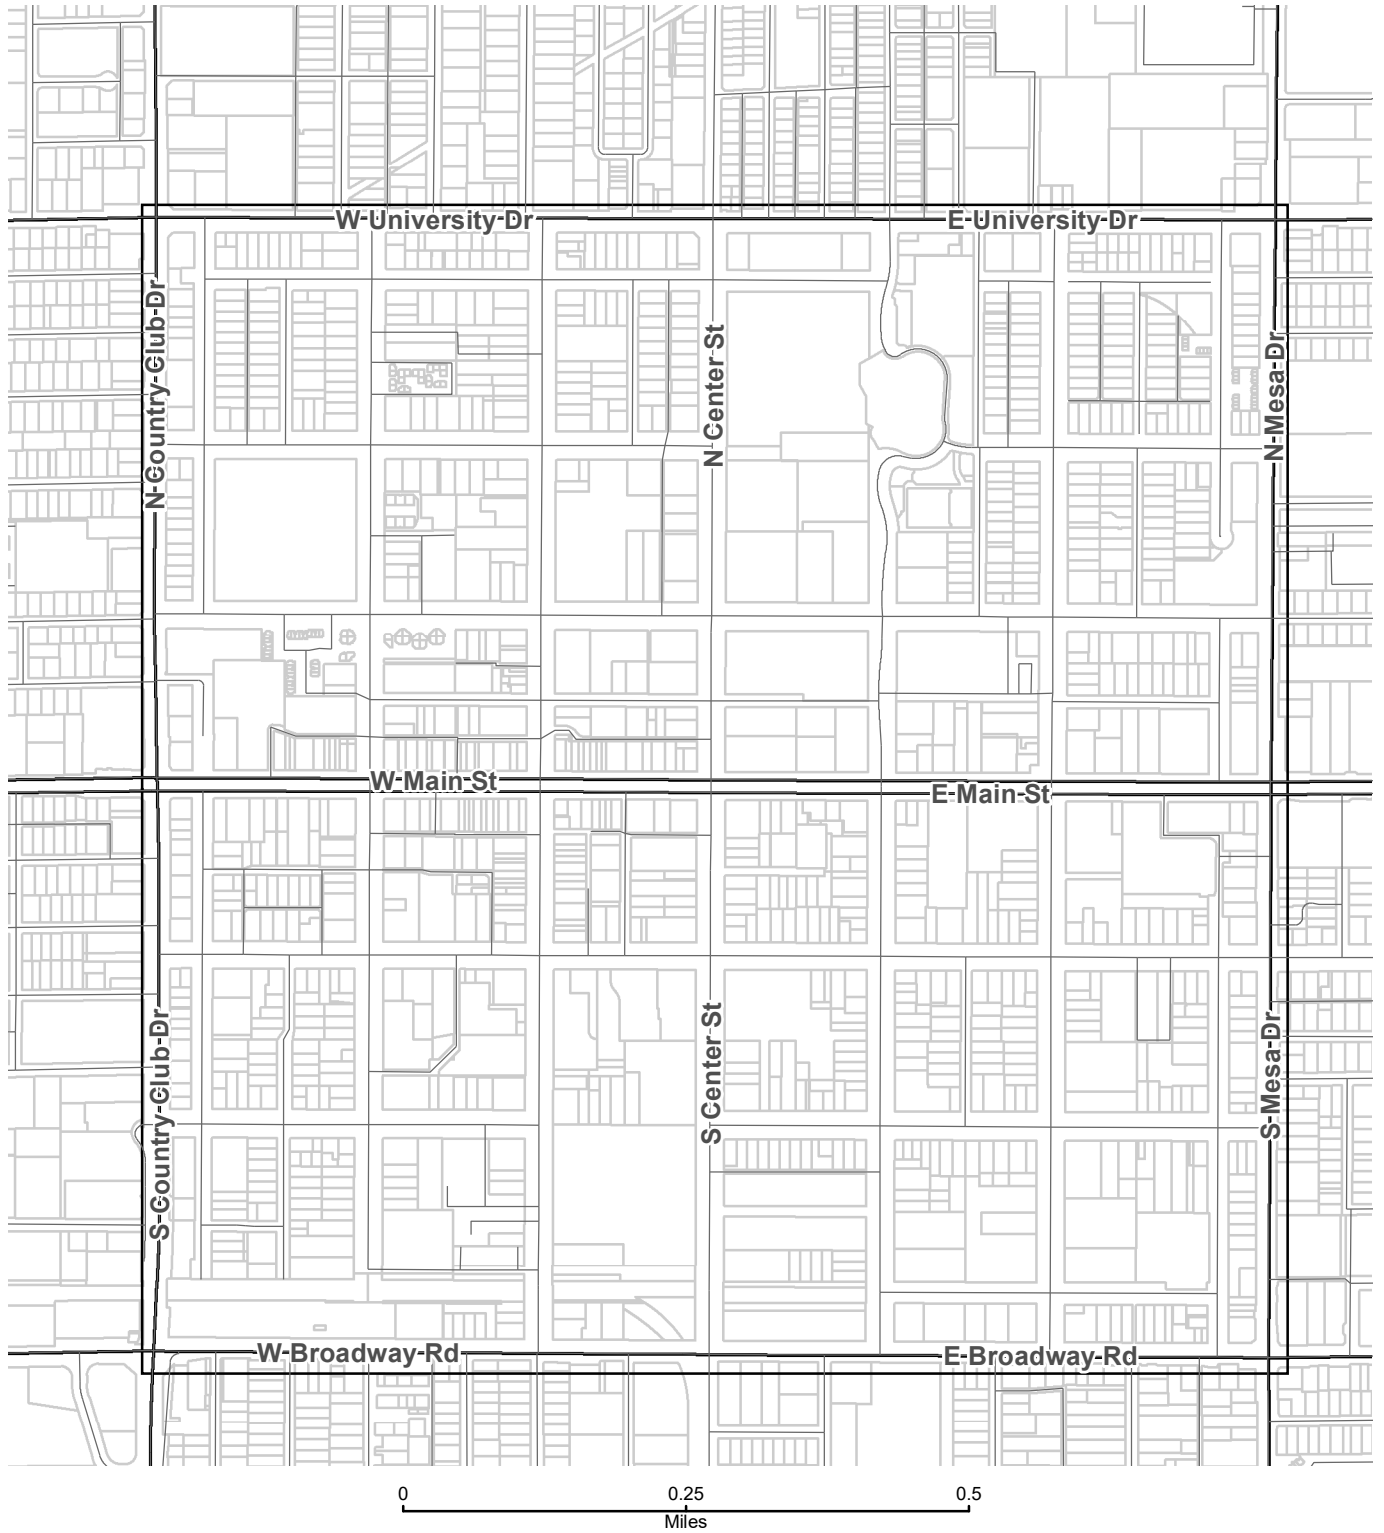 W University Dr
E University Dr
N Country Club Dr
N Center St
N Mesa Dr
W Main St
E Main St
S Country Club Dr
S Center St
S Mesa Dr
W Broadway Rd
E Broadway Rd
0 0.25 0.5
Miles